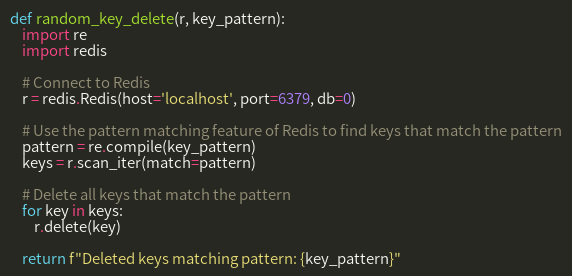 def random_key_delete(r, key_pattern):
    import re
    import redis

    # Connect to Redis
    r = redis.Redis(host='localhost', port=6379, db=0)

    # Use the pattern matching feature of Redis to find keys that match the pattern
    pattern = re.compile(key_pattern)
    keys = r.scan_iter(match=pattern)

    # Delete all keys that match the pattern
    for key in keys:
        r.delete(key)

    return f"Deleted keys matching pattern: {key_pattern}"